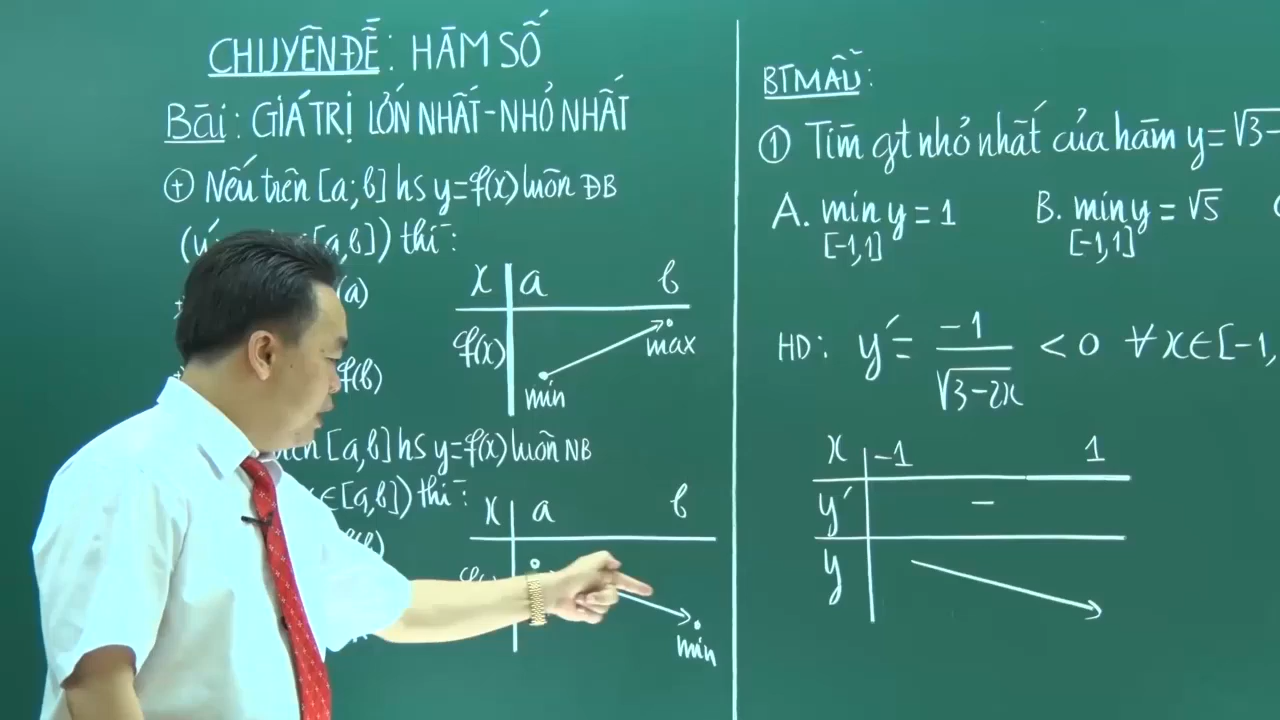 CHUYÊN ĐỀ: HÀM SỐ
Bài: GIÁ TRỊ LỚN NHẤT - NHỎ NHẤT
(+) Nếu trên [a; b] hs y=f(x) luôn ĐB
[a,b]) thì:
(a)
f(b)
x a b
f(x)
max
min
[a,b] hs y=f(x) luôn NB
x∈[a,b]) thì:
x a b
min
BT MẪU:
① Tìm gt nhỏ nhất của hàm y=√3-
A. min y = 1
[-1,1]
B. min y = √5
[-1,1]
HD: y' = -1/√3-2x < 0 ∀x∈[-1,
x -1 1
y' -
y